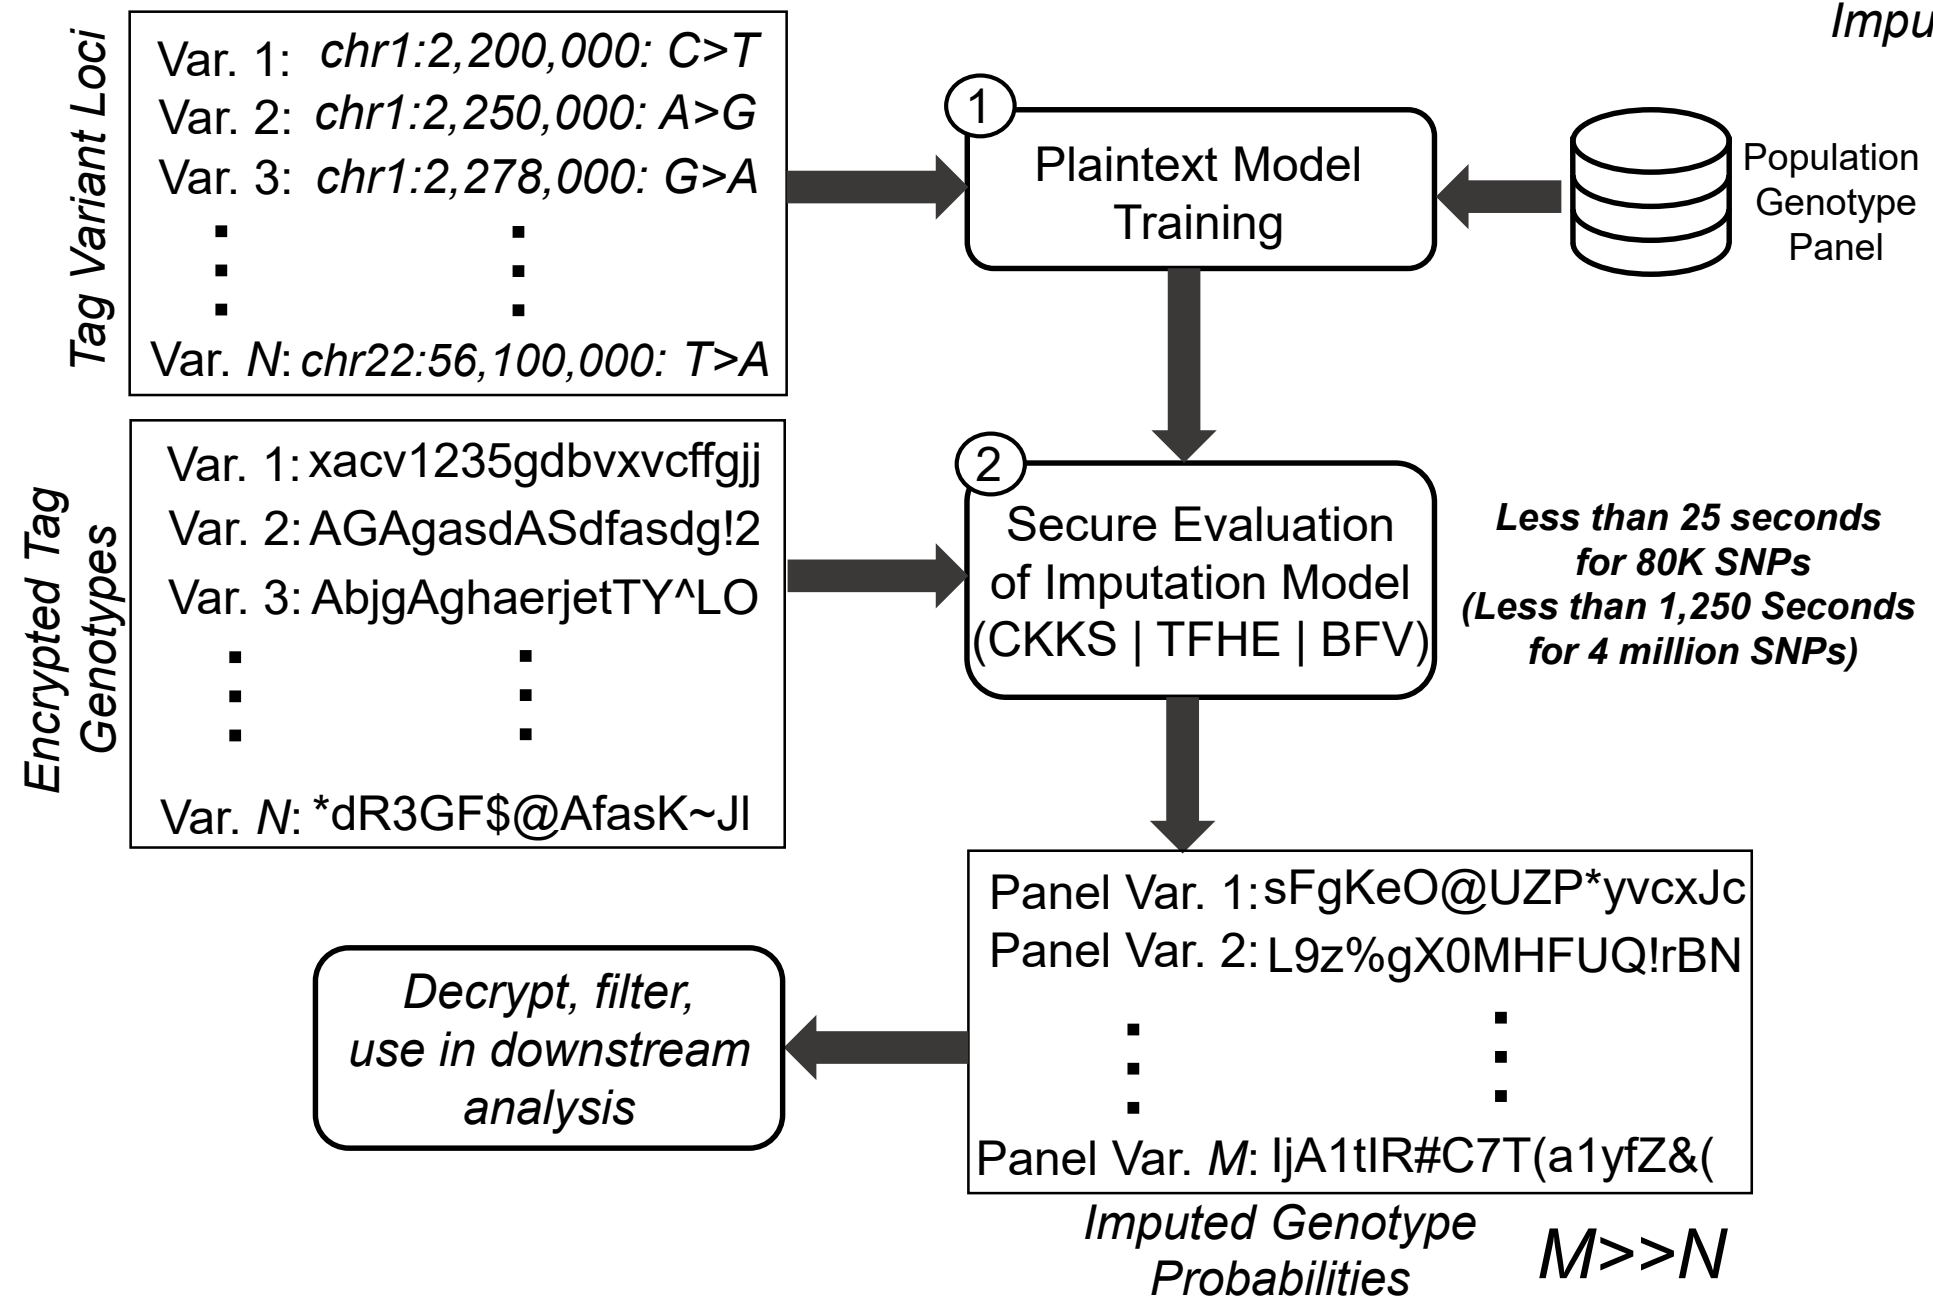 Impu
Tag Variant Loci
Var. 1: chr1:2,200,000: C>T
Var. 2: chr1:2,250,000: A>G
Var. 3: chr1:2,278,000: G>A
Var. N: chr22:56,100,000: T>A
1
Plaintext Model
Training
Population
Genotype
Panel
Encrypted Tag
Genotypes
Var. 1: xacv1235gdbvxvcffgjj
Var. 2: AGAgasdASdfasdg!2
Var. 3: AbjgAghaerjetTY^LO
Var. N: *dR3GF$@AfasK~JI
2
Secure Evaluation
of Imputation Model
(CKKS | TFHE | BFV)
Less than 25 seconds
for 80K SNPs
(Less than 1,250 Seconds
for 4 million SNPs)
Panel Var. 1: sFgKeO@UZP*yvcxJc
Panel Var. 2: L9z%gX0MHFUQ!rBN
Panel Var. M: IjA1tIR#C7T(a1yfZ&(
Imputed Genotype
Probabilities
M>>N
Decrypt, filter,
use in downstream
analysis